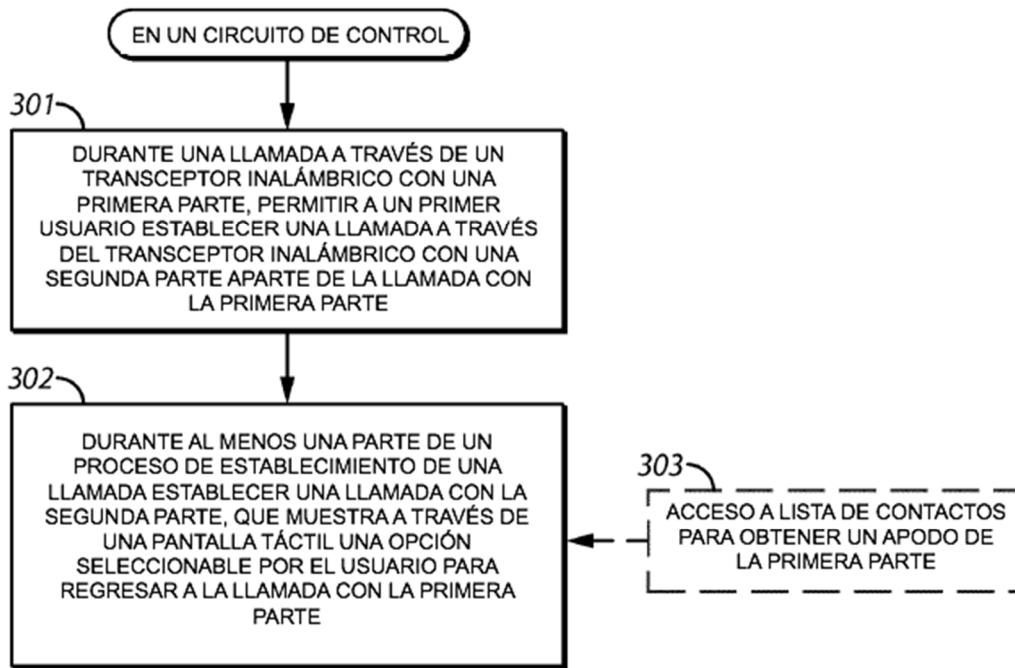 EN UN CIRCUITO DE CONTROL
301
DURANTE UNA LLAMADA A TRAVÉS DE UN
TRANSCEPTOR INALÁMBRICO CON UNA
PRIMERA PARTE, PERMITIR A UN PRIMER
USUARIO ESTABLECER UNA LLAMADA A TRAVÉS
DEL TRANSCEPTOR INALÁMBRICO CON UNA
SEGUNDA PARTE APARTE DE LA LLAMADA CON
LA PRIMERA PARTE
302
DURANTE AL MENOS UNA PARTE DE UN
PROCESO DE ESTABLECIMIENTO DE UNA
LLAMADA ESTABLECER UNA LLAMADA CON LA
SEGUNDA PARTE, QUE MUESTRA A TRAVÉS DE
UNA PANTALLA TÁCTIL UNA OPCIÓN
SELECCIONABLE POR EL USUARIO PARA
REGRESAR A LA LLAMADA CON LA PRIMERA
PARTE
303
ACCESO A LISTA DE CONTACTOS
PARA OBTENER UN APODO DE
LA PRIMERA PARTE